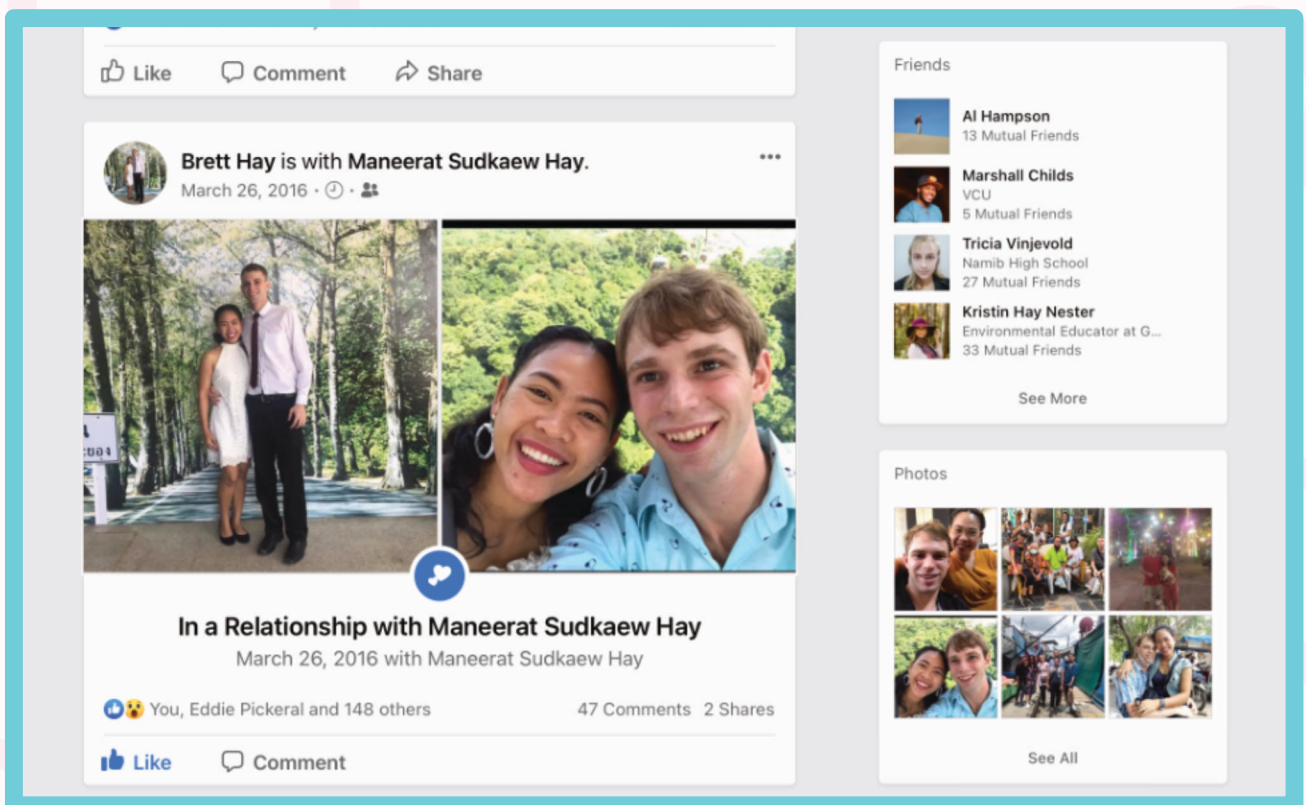 Like Comment Share
Brett Hay is with Maneerat Sudkaew Hay.
March 26, 2016
In a Relationship with Maneerat Sudkaew Hay
March 26, 2016 with Maneerat Sudkaew Hay
You, Eddie Pickeral and 148 others 47 Comments 2 Shares
Like Comment
Friends
Al Hampson
13 Mutual Friends
Marshall Childs
VCU
5 Mutual Friends
Tricia Vinjevold
Namib High School
27 Mutual Friends
Kristin Hay Nester
Environmental Educator at G...
33 Mutual Friends
See More
Photos
See All